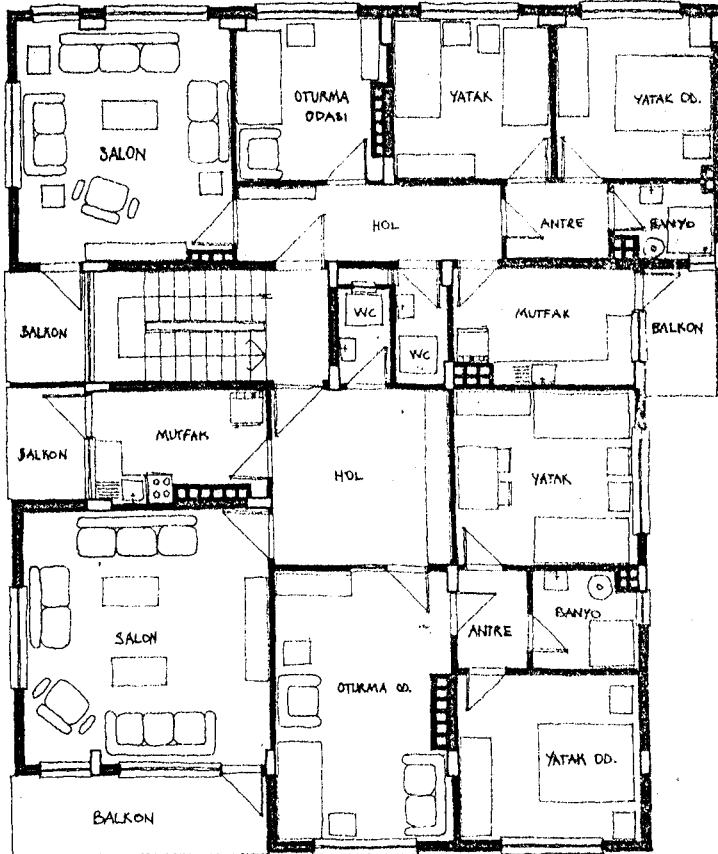 OTURMA
ODASI
YATAK
YATAK OD.
SALON
HOL
ANTRE
BANYO
BALKON
WC
WC
MUTFAK
BALKON
BALKON
MUTFAK
HOL
YATAK
SALON
OTURMA OD.
ANTRE
BANYO
YATAK OD.
BALKON